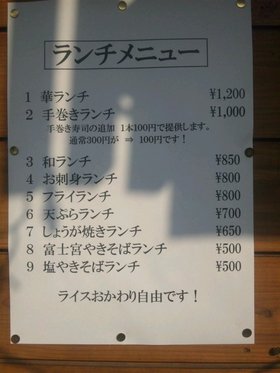 ランチメニュー
1 華ランチ ¥1,200
2 手巻きランチ ¥1,000
手巻き寿司の追加 1本100円で提供します。
通常300円が ⇒ 100円です！
3 和ランチ ¥850
4 お刺身ランチ ¥800
5 フライランチ ¥800
6 天ぷらランチ ¥700
7 しょうが焼きランチ ¥650
8 富士宮やきそばランチ ¥500
9 塩やきそばランチ ¥500
ライスおかわり自由です！